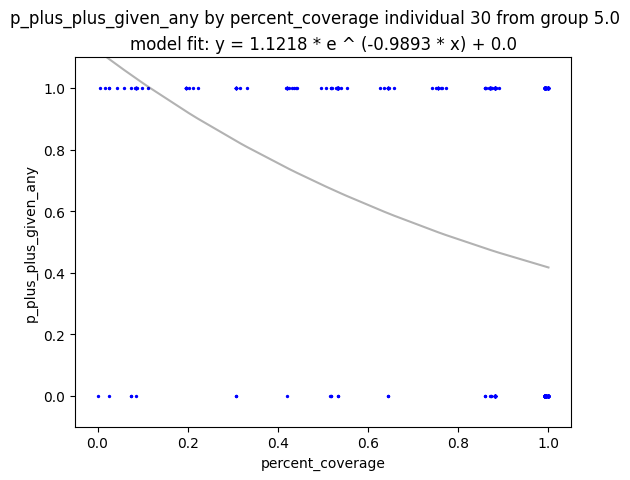 p_plus_plus_given_any by percent_coverage individual 30 from group 5.0
model fit: y = 1.1218 * e ^ (-0.9893 * x) + 0.0
1.0
0.8
0.6
0.4
0.2
0.0
p_plus_plus_given_any
0.0 0.2 0.4 0.6 0.8 1.0
percent_coverage